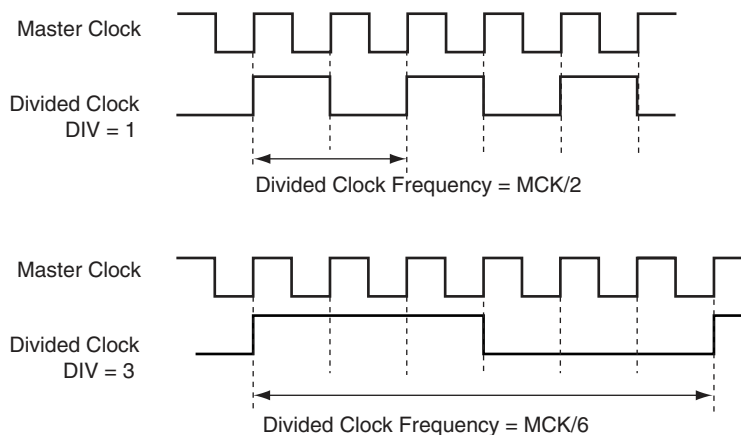 Master Clock
Divided Clock
DIV = 1
Divided Clock Frequency = MCK/2
Master Clock
Divided Clock
DIV = 3
Divided Clock Frequency = MCK/6